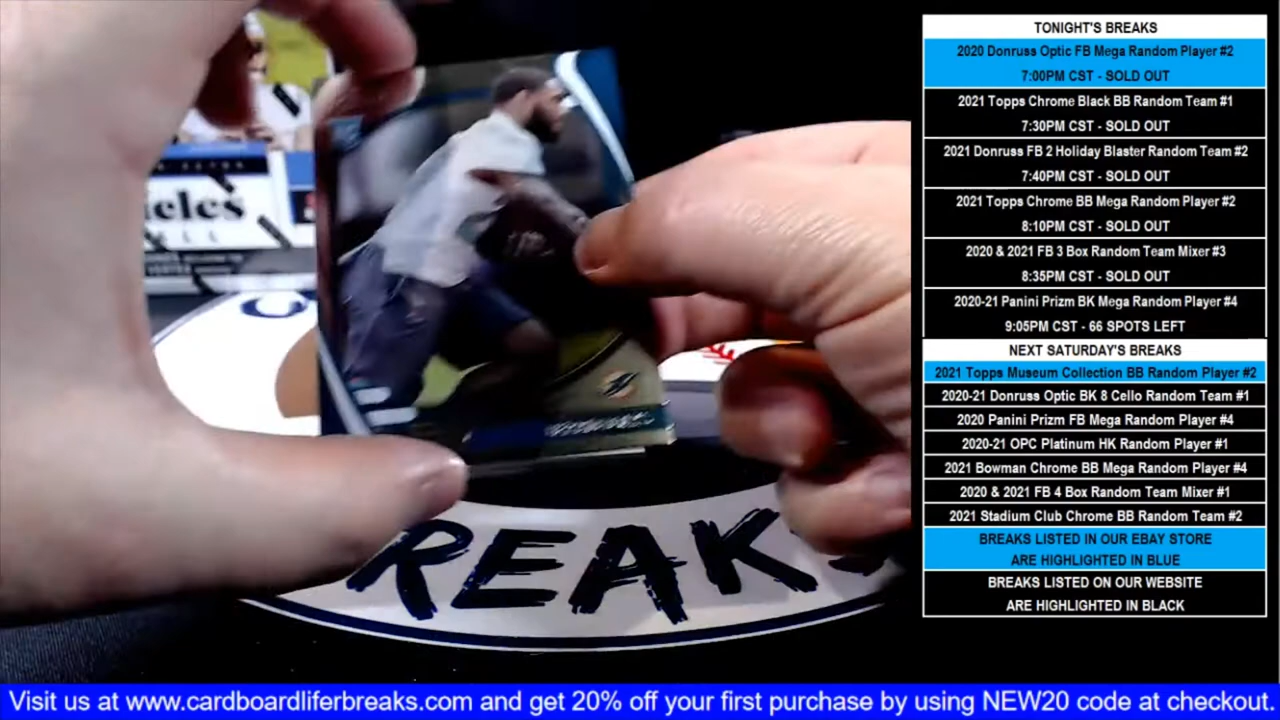 TONIGHT'S BREAKS
2020 Donruss Optic FB Mega Random Player #2
7:00PM CST - SOLD OUT
2021 Topps Chrome Black BB Random Team #1
7:30PM CST - SOLD OUT
2021 Donruss FB 2 Holiday Blaster Random Team #2
7:40PM CST - SOLD OUT
2021 Topps Chrome BB Mega Random Player #2
8:10PM CST - SOLD OUT
2020 & 2021 FB 3 Box Random Team Mixer #3
8:35PM CST - SOLD OUT
2020-21 Panini Prizm BK Mega Random Player #4
9:05PM CST - 66 SPOTS LEFT
NEXT SATURDAY'S BREAKS
2021 Topps Museum Collection BB Random Player #2
2020-21 Donruss Optic BK 8 Cello Random Team #1
2020 Panini Prizm FB Mega Random Player #4
2020-21 OPC Platinum HK Random Player #1
2021 Bowman Chrome BB Mega Random Player #4
2020 & 2021 FB 4 Box Random Team Mixer #1
2021 Stadium Club Chrome BB Random Team #2
BREAKS LISTED IN OUR EBAY STORE
ARE HIGHLIGHTED IN BLUE
BREAKS LISTED ON OUR WEBSITE
ARE HIGHLIGHTED IN BLACK
REAKS
Visit us at www.cardboardliferbreaks.com and get 20% off your first purchase by using NEW20 code at checkout.